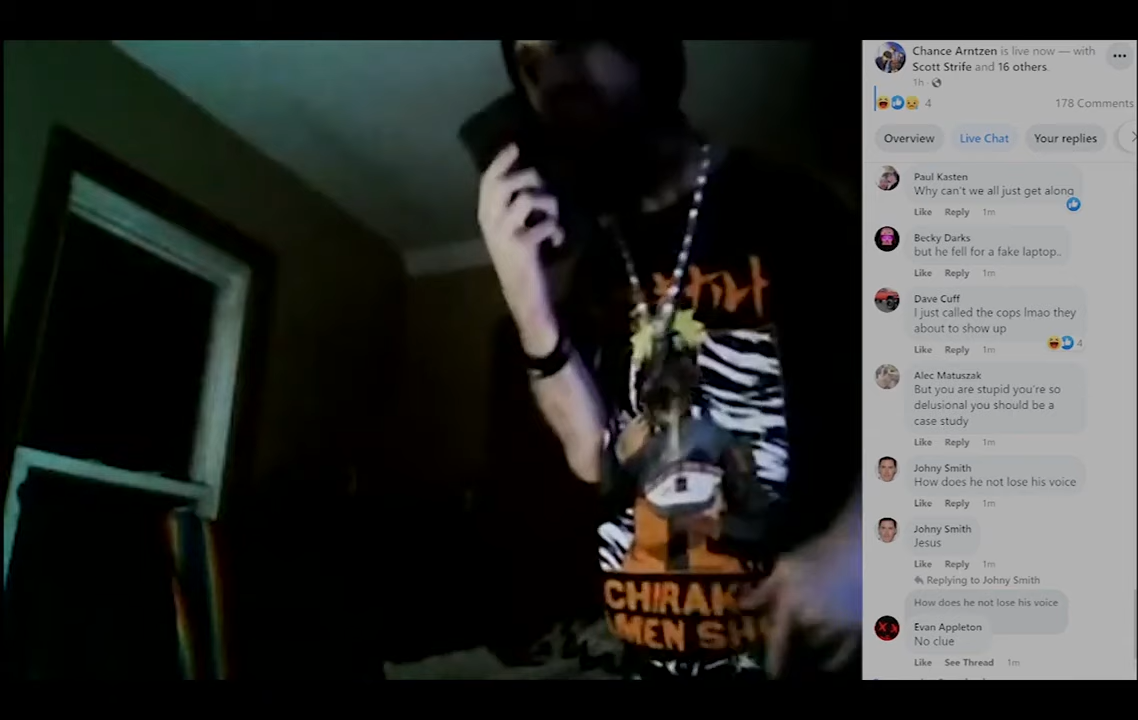 Chance Arntzen is live now — with
Scott Strife and 16 others.
1h
4
178 Comments
Overview
Live Chat
Your replies
Paul Kasten
Why can't we all just get along
Like Reply 1m
Becky Darks
but he fell for a fake laptop..
Like Reply 1m
Dave Cuff
I just called the cops lmao they
about to show up
Like Reply 1m
4
Alec Matuszak
But you are stupid you're so
delusional you should be a
case study
Like Reply 1m
Johny Smith
How does he not lose his voice
Like Reply 1m
Johny Smith
Jesus
Like Reply 1m
Replying to Johny Smith
How does he not lose his voice
Evan Appleton
No clue
Like See Thread 1m